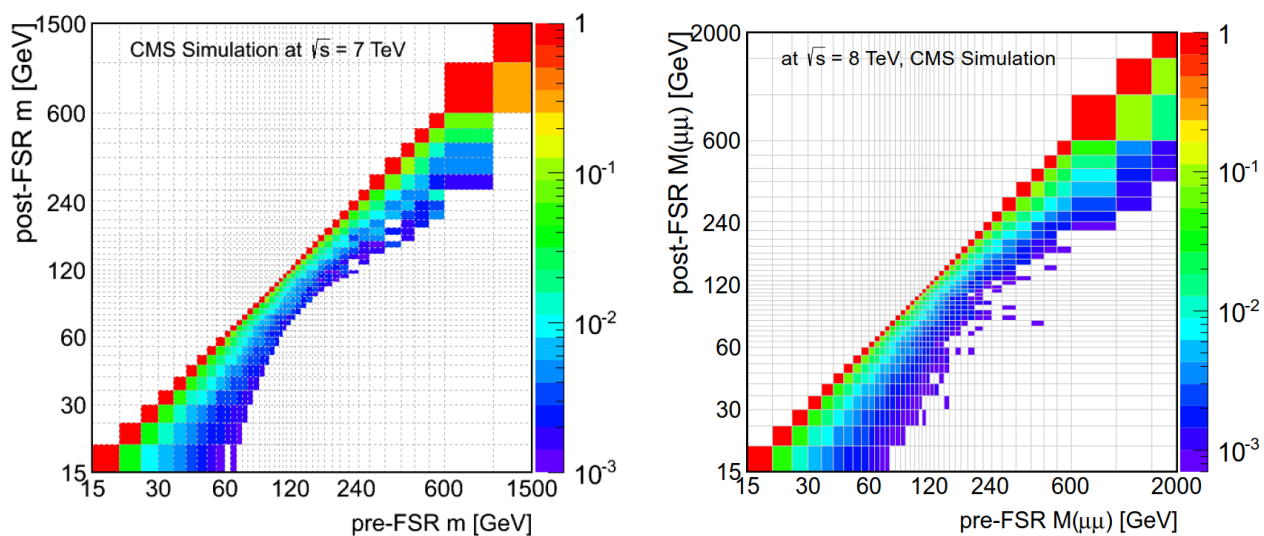 CMS Simulation at √s = 7 TeV
post-FSR m [GeV]
1500
600
240
120
60
30
15
15 30 60 120 240 600 1500
pre-FSR m [GeV]
1
10⁻¹
10⁻²
10⁻³
at √s = 8 TeV, CMS Simulation
post-FSR M(μμ) [GeV]
2000
600
240
120
60
30
15
15 30 60 120 240 600 2000
pre-FSR M(μμ) [GeV]
1
10⁻¹
10⁻²
10⁻³